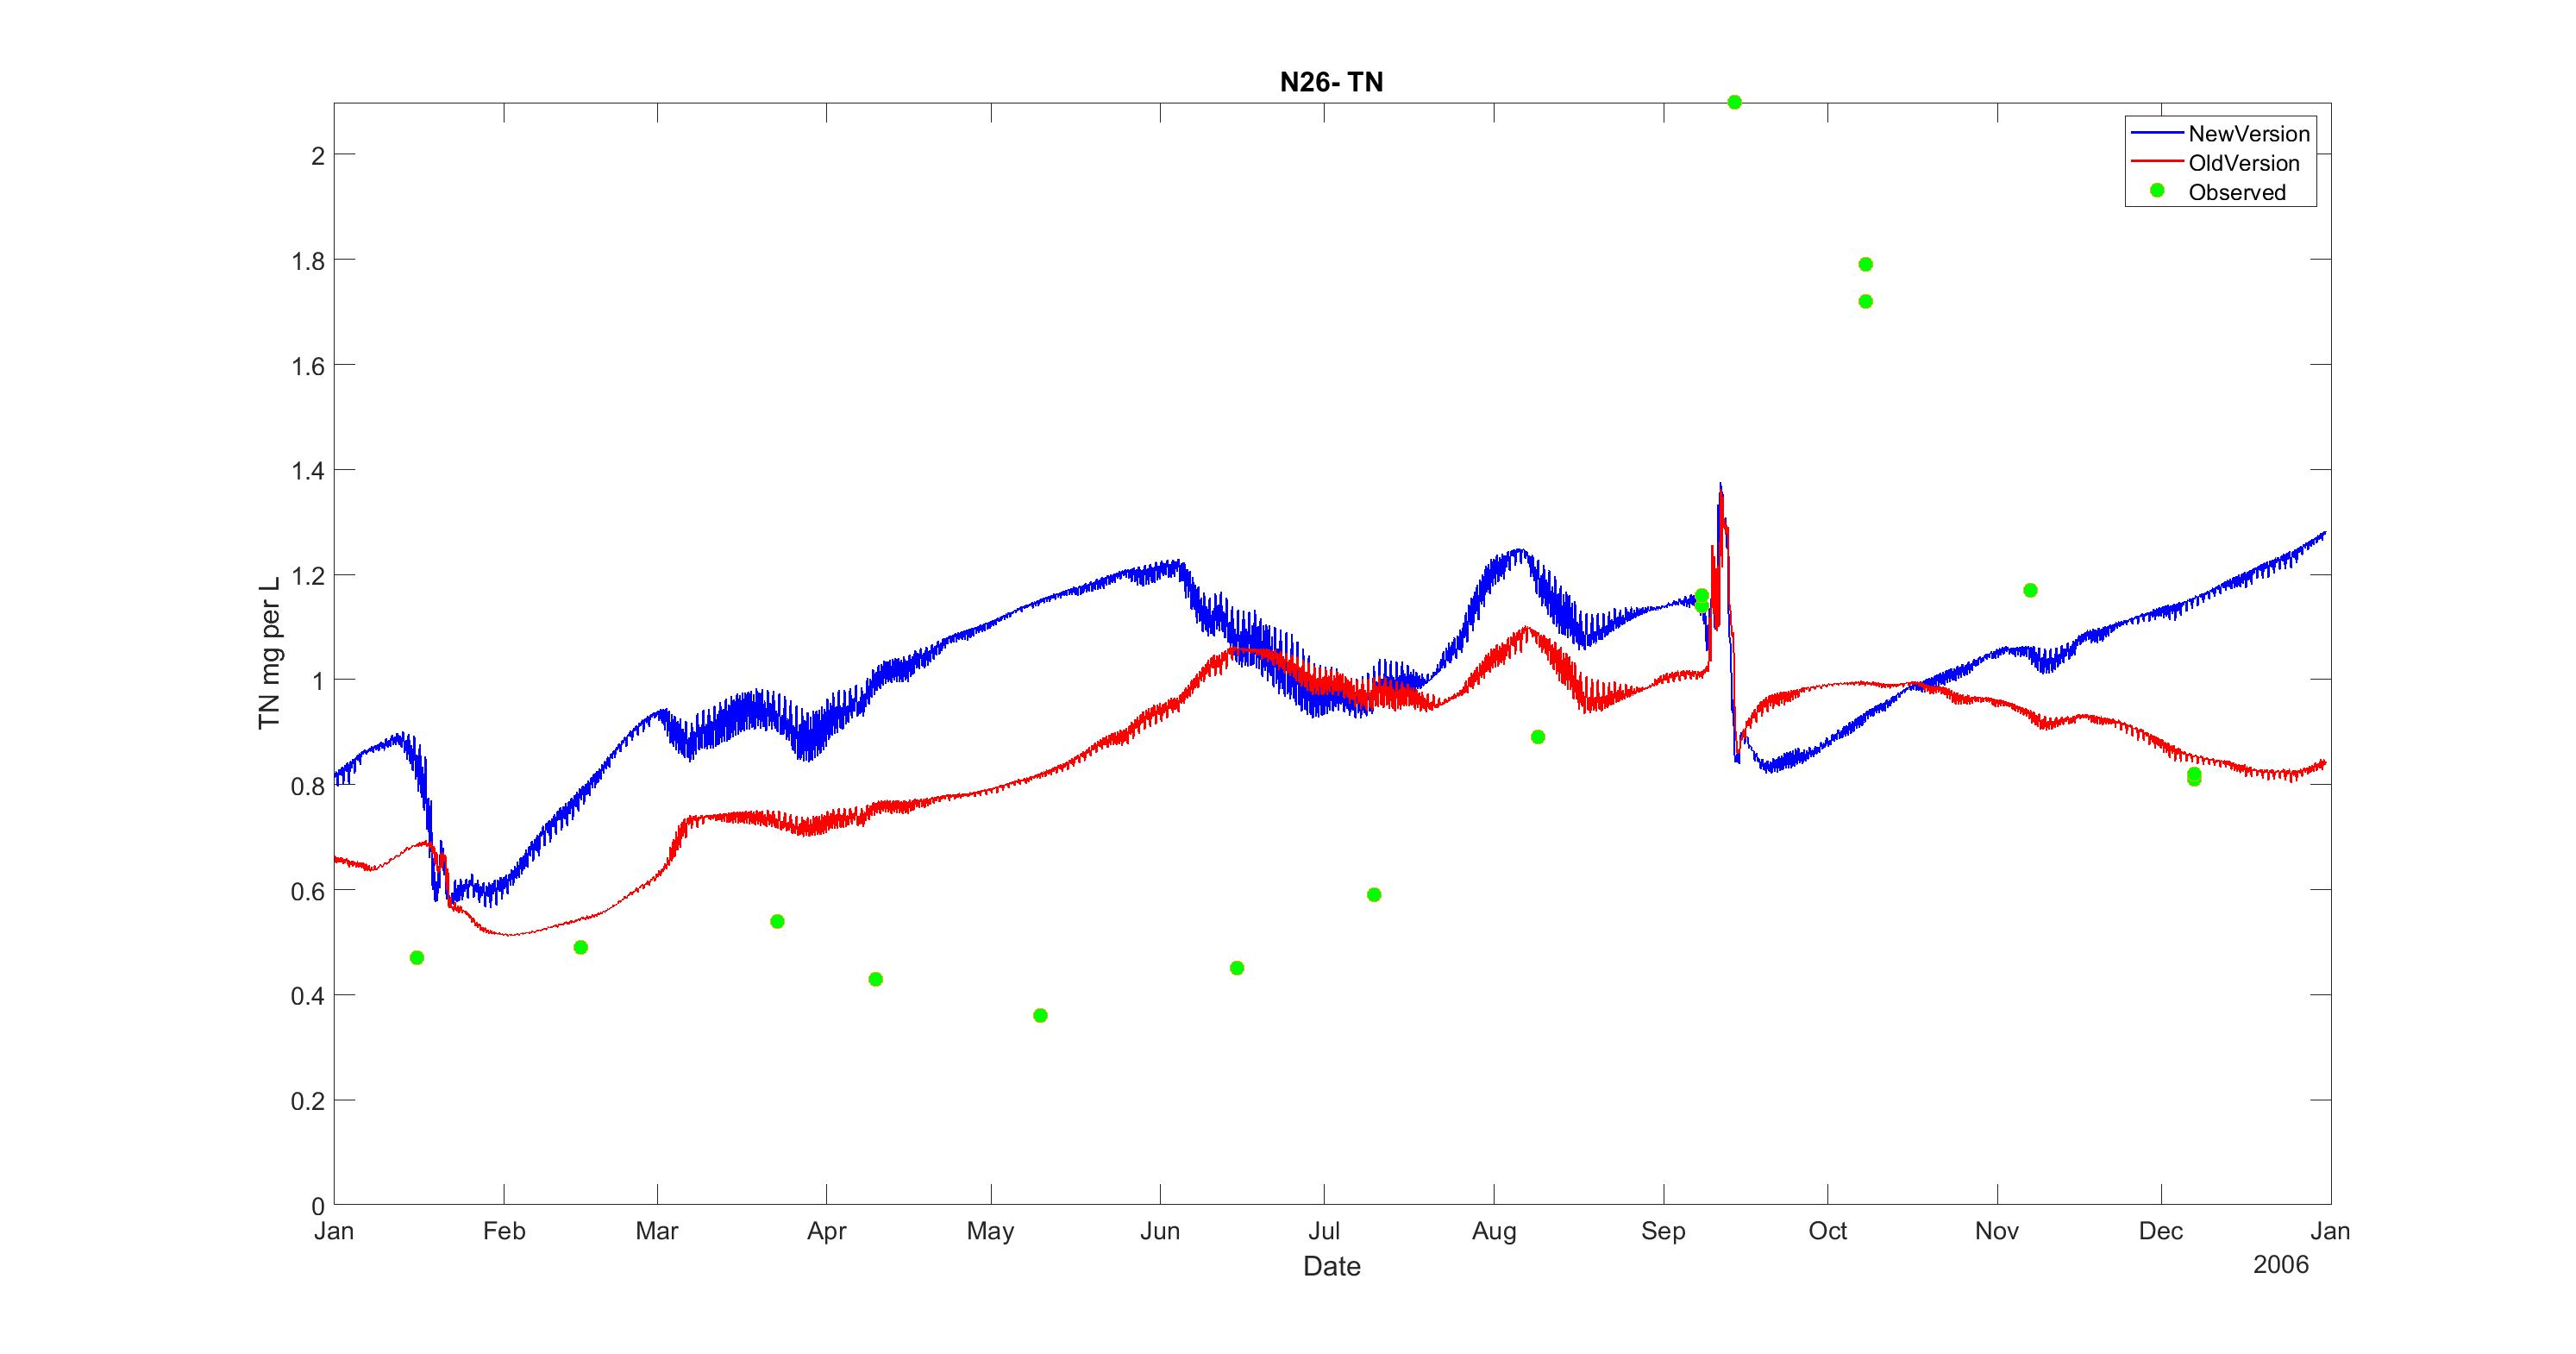 N26- TN
NewVersion
OldVersion
Observed
TN mg per L
2
1.8
1.6
1.4
1.2
1
0.8
0.6
0.4
0.2
0
Jan Feb Mar Apr May Jun Jul Aug Sep Oct Nov Dec Jan
Date
2006